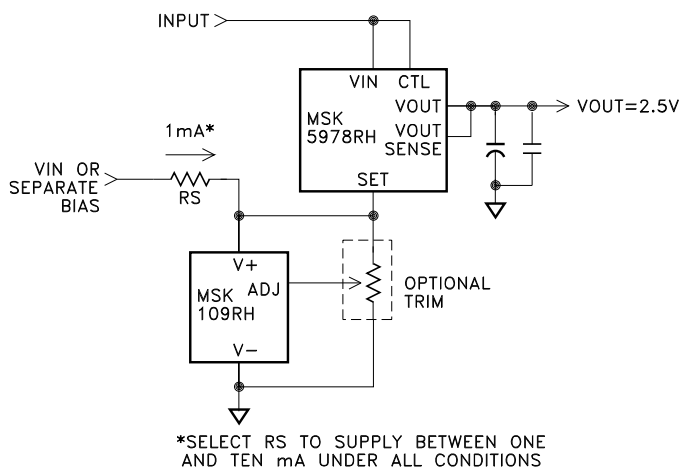 INPUT
VIN CTL
MSK
5978RH
VOUT
VOUT
SENSE
SET
VOUT=2.5V
1mA*
VIN OR
SEPARATE
BIAS
RS
V+
MSK
109RH
ADJ
V-
OPTIONAL
TRIM
*SELECT RS TO SUPPLY BETWEEN ONE
AND TEN mA UNDER ALL CONDITIONS